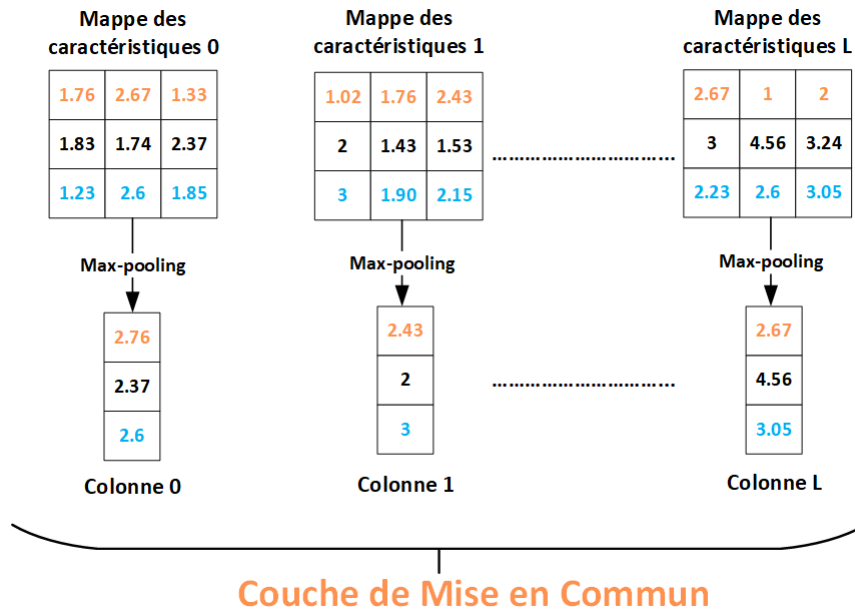 Mappe des
caractéristiques 0
Mappe des
caractéristiques 1
Mappe des
caractéristiques L
1.76 2.67 1.33
1.83 1.74 2.37
1.23 2.6 1.85
1.02 1.76 2.43
2 1.43 1.53
3 1.90 2.15
2.67 1 2
3 4.56 3.24
2.23 2.6 3.05
Max-pooling
Max-pooling
Max-pooling
2.76
2.37
2.6
2.43
2
3
2.67
4.56
3.05
Colonne 0
Colonne 1
Colonne L
Couche de Mise en Commun